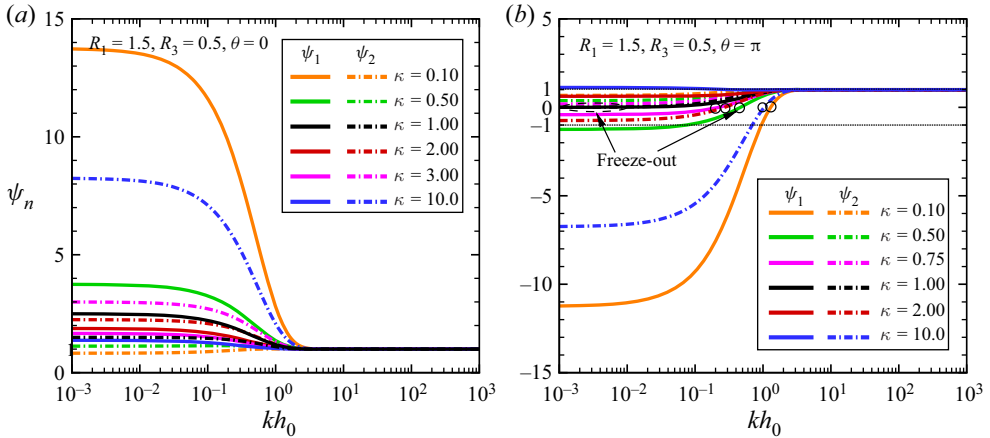 (a)
R₁ = 1.5, R₃ = 0.5, θ = 0
ψ₁ ψ₂
κ = 0.10
κ = 0.50
κ = 1.00
κ = 2.00
κ = 3.00
κ = 10.0
15
10
5
0
ψₙ
10⁻³ 10⁻² 10⁻¹ 10⁰ 10¹ 10² 10³
kh₀
(b)
R₁ = 1.5, R₃ = 0.5, θ = π
Freeze-out
ψ₁ ψ₂
κ = 0.10
κ = 0.50
κ = 0.75
κ = 1.00
κ = 2.00
κ = 10.0
5
1
0
−1
−5
−10
−15
10⁻³ 10⁻² 10⁻¹ 10⁰ 10¹ 10² 10³
kh₀